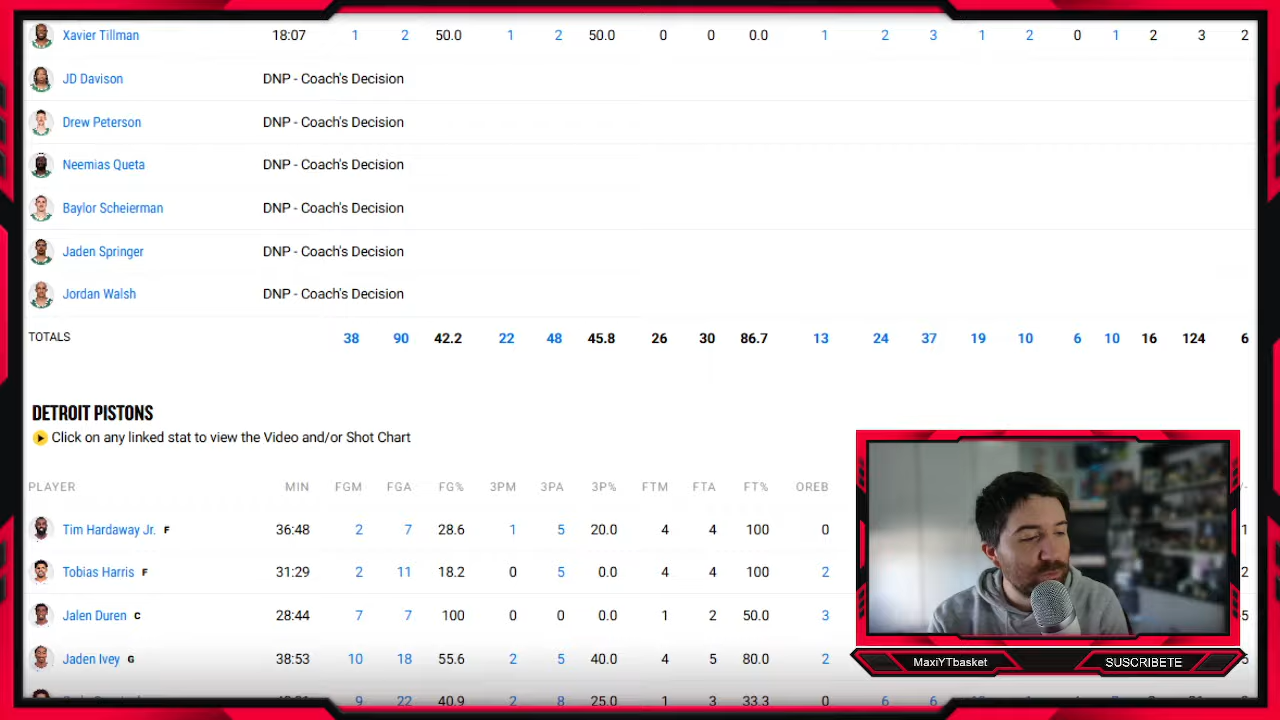 Xavier Tillman 18:07 1 2 50.0 1 2 50.0 0 0 0.0 1 2 3 1 2 0 1 2 3 2
JD Davison DNP - Coach's Decision
Drew Peterson DNP - Coach's Decision
Neemias Queta DNP - Coach's Decision
Baylor Scheierman DNP - Coach's Decision
Jaden Springer DNP - Coach's Decision
Jordan Walsh DNP - Coach's Decision
TOTALS 38 90 42.2 22 48 45.8 26 30 86.7 13 24 37 19 10 6 10 16 124 6
DETROIT PISTONS
Click on any linked stat to view the Video and/or Shot Chart
PLAYER MIN FGM FGA FG% 3PM 3PA 3P% FTM FTA FT% OREB
Tim Hardaway Jr. F 36:48 2 7 28.6 1 5 20.0 4 4 100 0 1
Tobias Harris F 31:29 2 11 18.2 0 5 0.0 4 4 100 2 2
Jalen Duren C 28:44 7 7 100 0 0 0.0 1 2 50.0 3 5
Jaden Ivey G 38:53 10 18 55.6 2 5 40.0 4 5 80.0 2 5
9 22 40.9 2 8 25.0 1 3 33.3 0 6 6
MaxiYTbasket
SUSCRIBETE